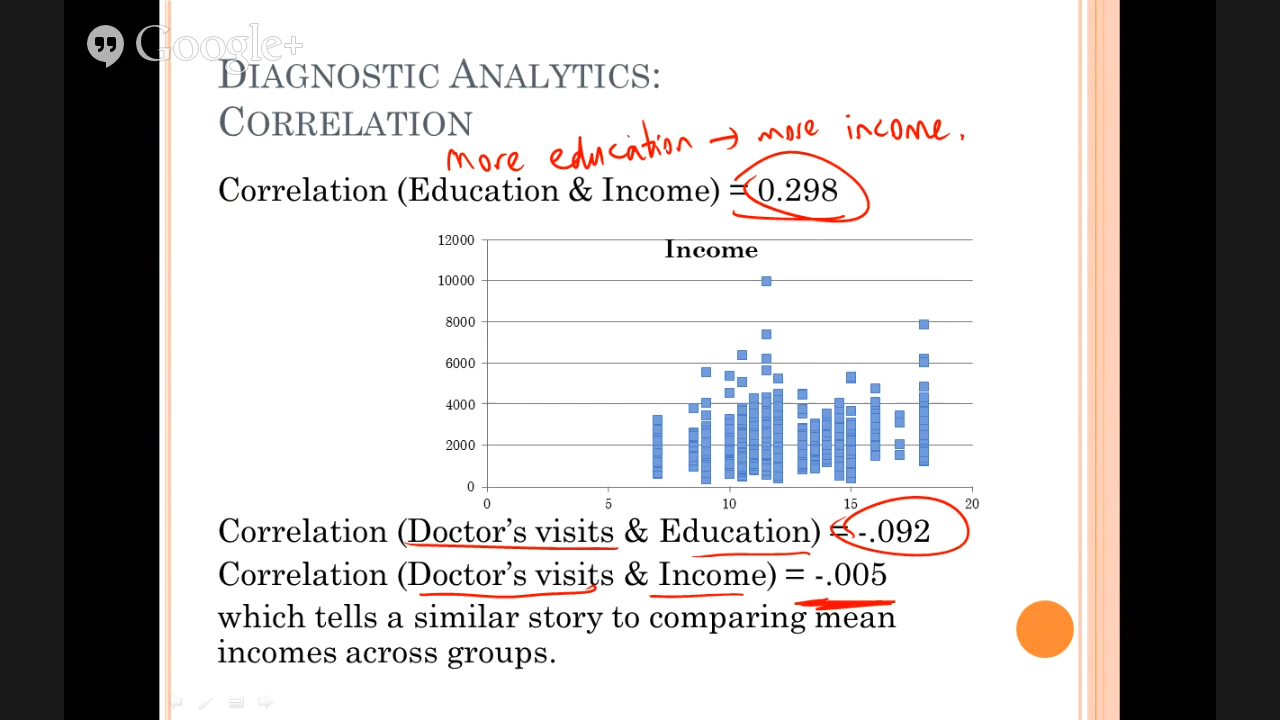 Google+
DIAGNOSTIC ANALYTICS:
CORRELATION
more education → more income.
Correlation (Education & Income) = 0.298
Income
12000
10000
8000
6000
4000
2000
0
0 5 10 15 20
Correlation (Doctor's visits & Education) = -.092
Correlation (Doctor's visits & Income) = -.005
which tells a similar story to comparing mean
incomes across groups.